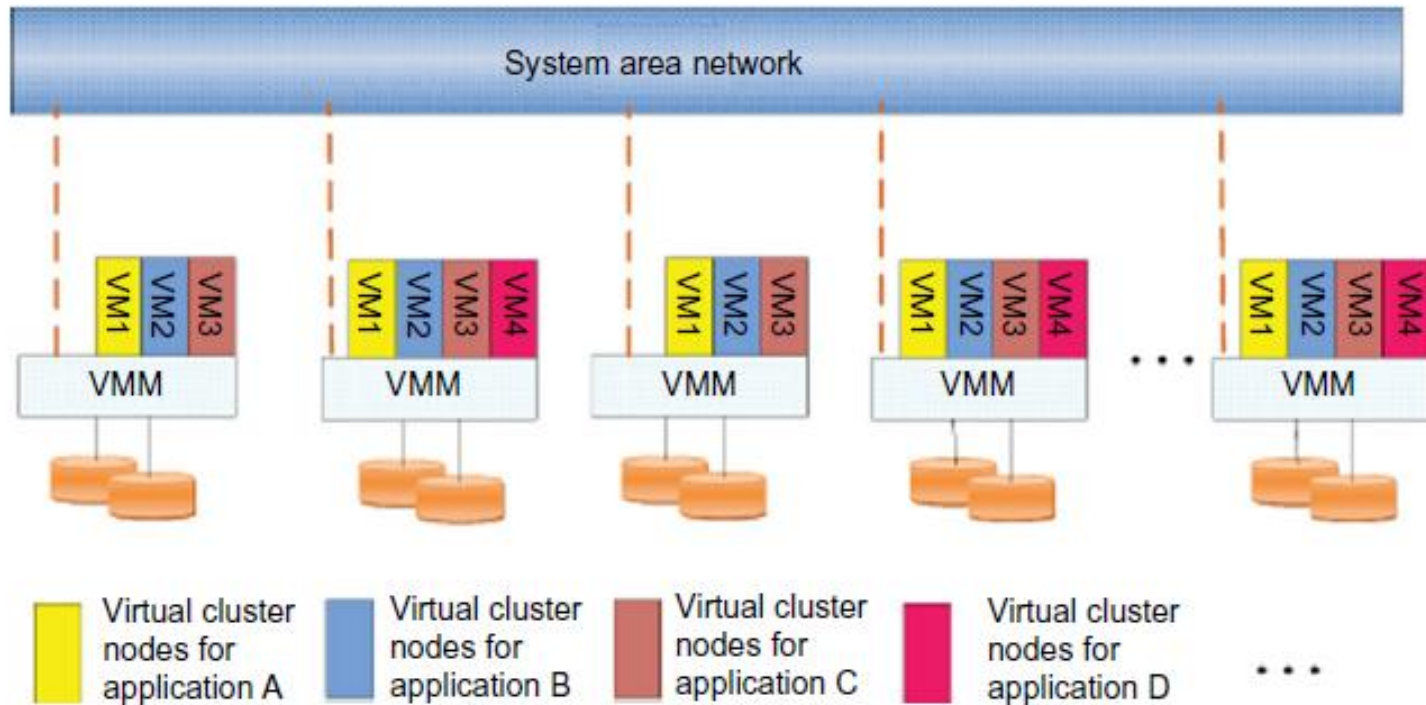 System area network
VM1 VM2 VM3
VM1 VM2 VM3 VM4
VM1 VM2 VM3
VM1 VM2 VM3 VM4
...
VM1 VM2 VM3 VM4
VMM
VMM
VMM
VMM
VMM
Virtual cluster
nodes for
application A
Virtual cluster
nodes for
application B
Virtual cluster
nodes for
application C
Virtual cluster
nodes for
application D
...